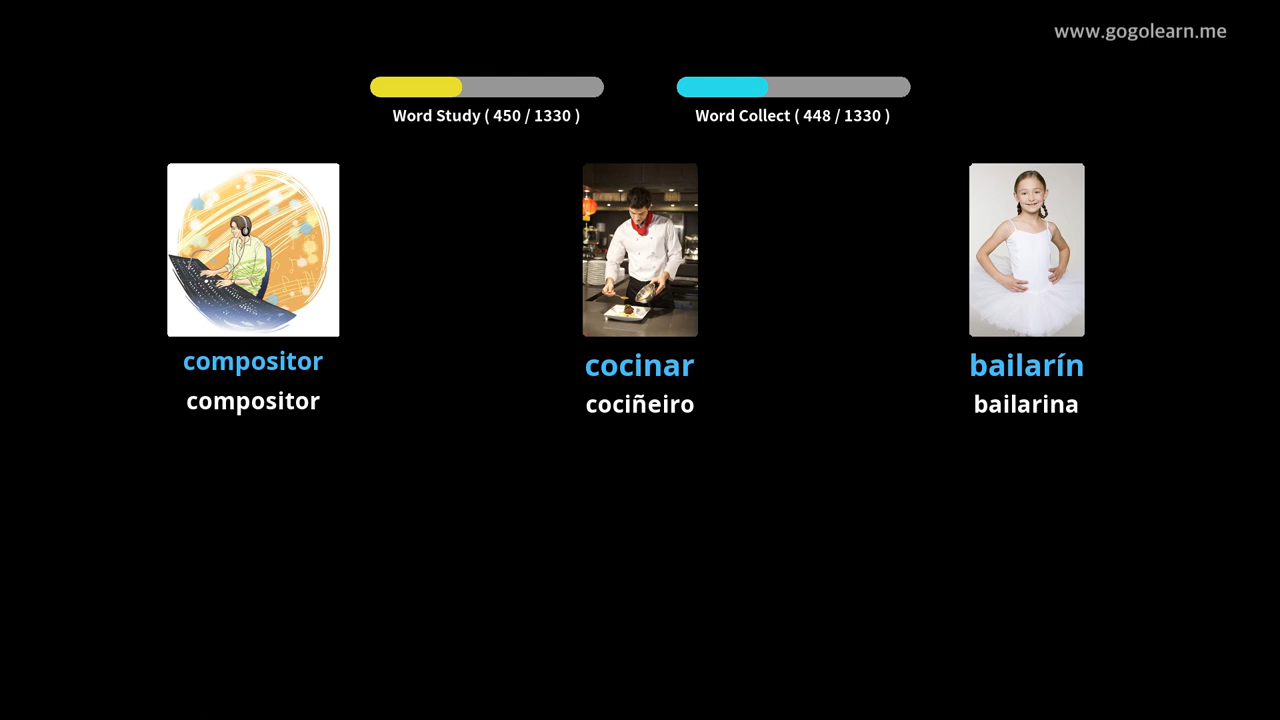 www.gogolearn.me
Word Study ( 450 / 1330 )
Word Collect ( 448 / 1330 )
compositor
compositor
cocinar
cociñeiro
bailarín
bailarina